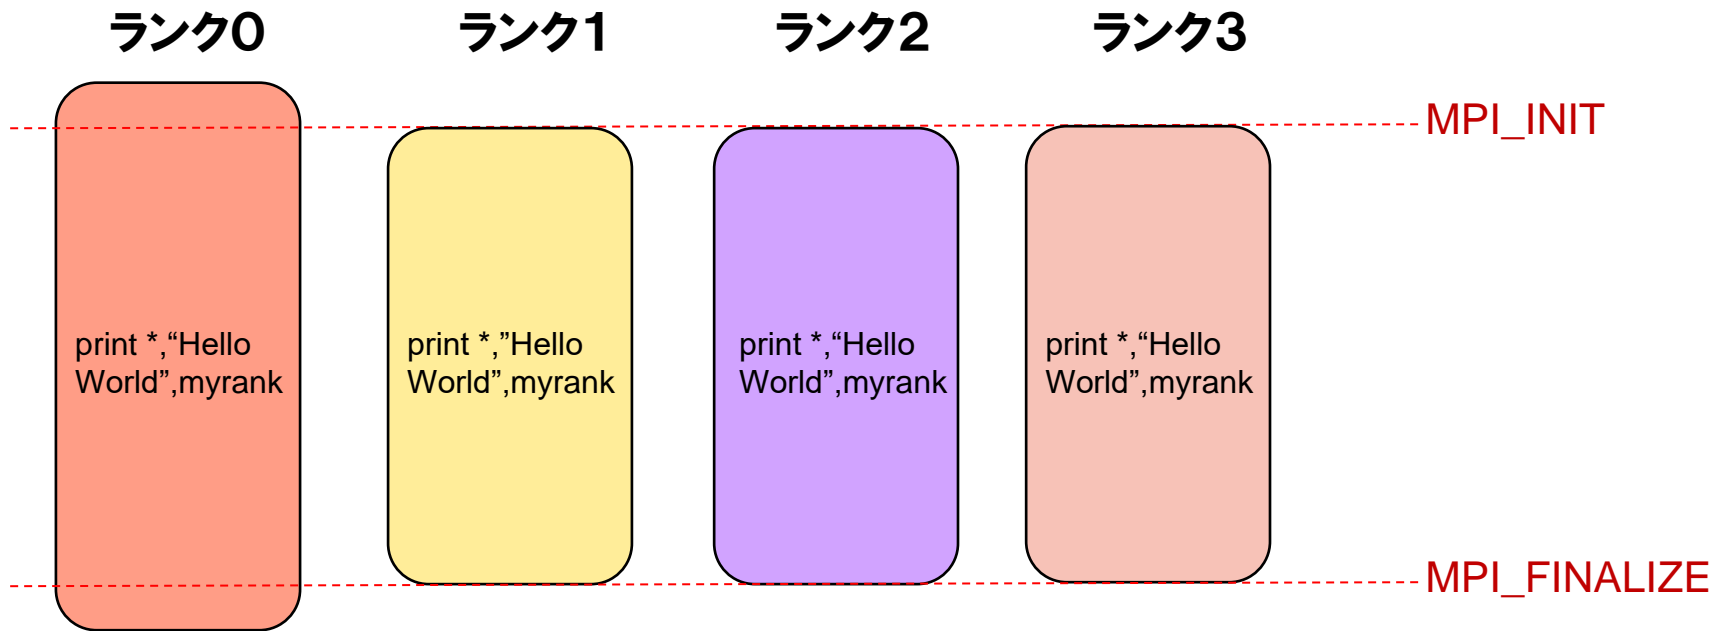 ランク0
ランク1
ランク2
ランク3
MPI_INIT
print *,“Hello
World”,myrank
print *,”Hello
World”,myrank
print *,“Hello
World”,myrank
print *,“Hello
World”,myrank
MPI_FINALIZE